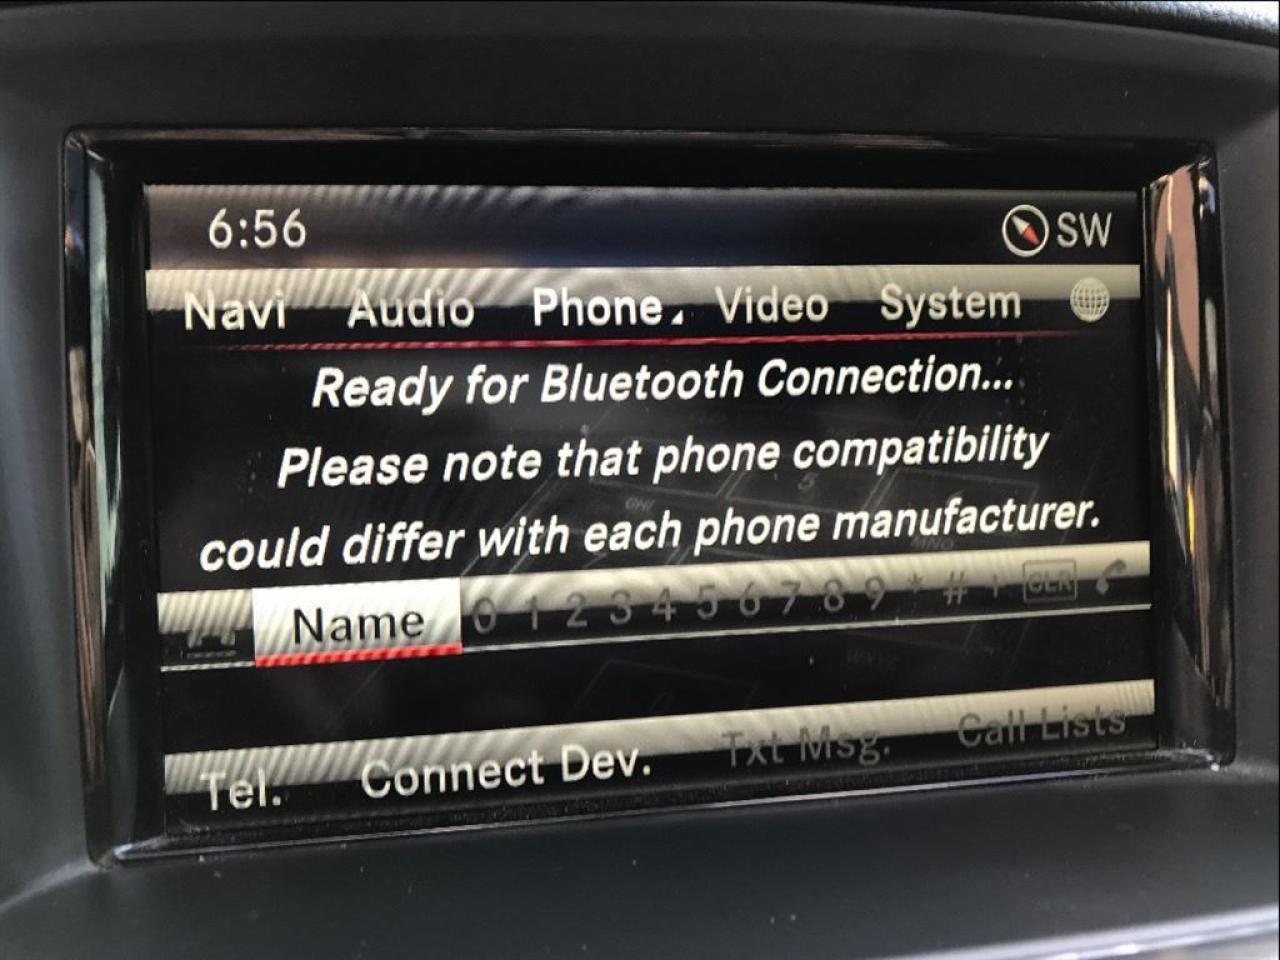 6:56 SW
Navi Audio Phone Video System
Ready for Bluetooth Connection...
Please note that phone compatibility
could differ with each phone manufacturer.
Name 0 1 2 3 4 5 6 7 8 9 * # + CLR
Tel. Connect Dev. Txt Msg. Call Lists